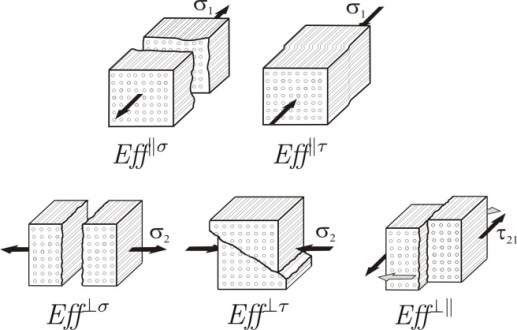 σ₁ σ₁
Eff^∥σ Eff^∥τ
σ₂ σ₂ τ₂₁
Eff^⊥σ Eff^⊥τ Eff^⊥∥